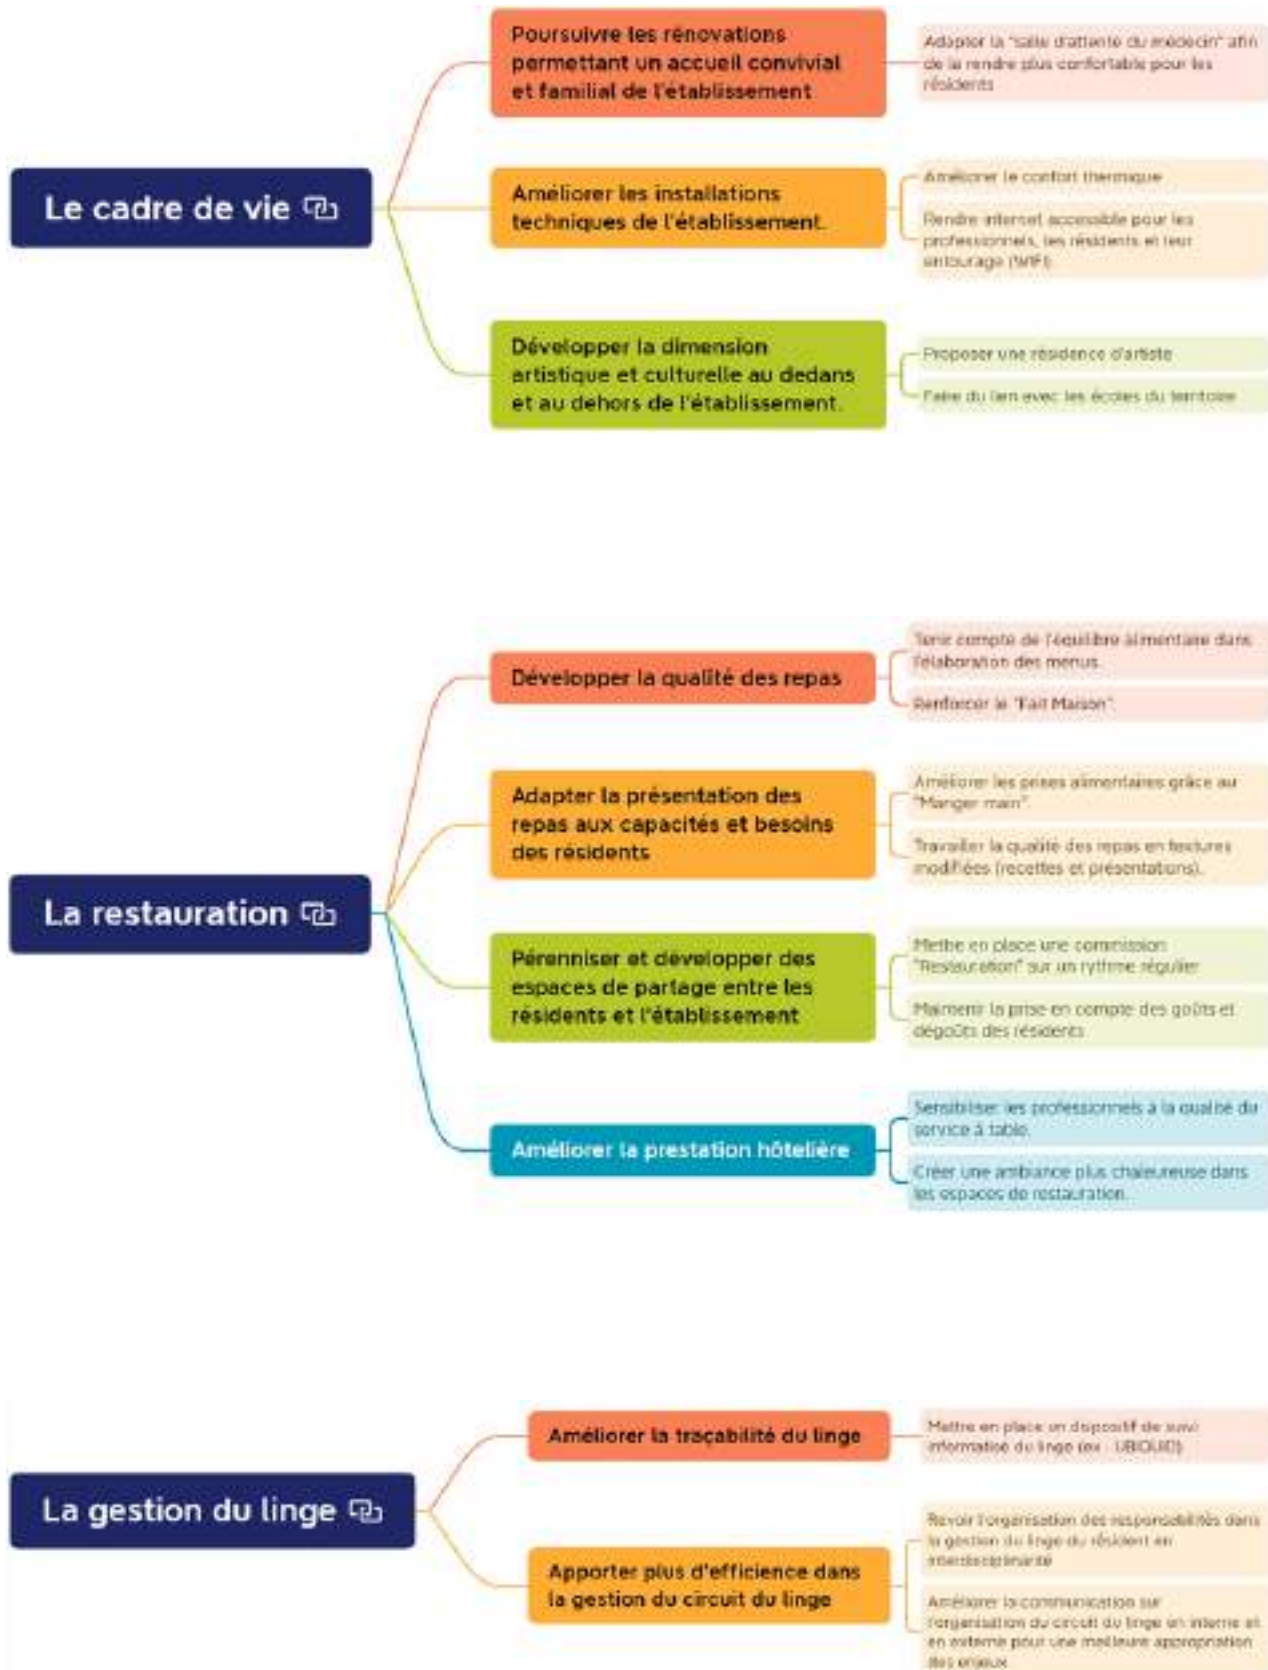 Le cadre de vie
Poursuivre les rénovations
permettant un accueil convivial
et familial de l'établissement
Adapter la "salle d'attente du médecin" afin
de la rendre plus confortable pour les
résidents
Améliorer les installations
techniques de l'établissement.
Améliorer le confort thermique
Rendre internet accessible pour les
professionnels, les résidents et leur
entourage (WIFI)
Développer la dimension
artistique et culturelle au dedans
et au dehors de l'établissement.
Proposer une résidence d'artiste
Faire du lien avec les écoles du territoire
La restauration
Développer la qualité des repas
Tenir compte de l'équilibre alimentaire dans
l'élaboration des menus.
Renforcer le "Fait Maison".
Adapter la présentation des
repas aux capacités et besoins
des résidents
Améliorer les prises alimentaires grâce au
"Manger main".
Travailler la qualité des repas en textures
modifiées (recettes et présentations).
Pérenniser et développer des
espaces de partage entre les
résidents et l'établissement
Mettre en place une commission
"Restauration" sur un rythme régulier
Maintenir la prise en compte des goûts et
dégoûts des résidents
Améliorer la prestation hôtelière
Sensibiliser les professionnels à la qualité du
service à table.
Créer une ambiance plus chaleureuse dans
les espaces de restauration.
La gestion du linge
Améliorer la traçabilité du linge
Mettre en place un dispositif de suivi
informatisé du linge (ex : UBIQUID)
Apporter plus d'efficience dans
la gestion du circuit du linge
Revoir l'organisation des responsabilités dans
la gestion du linge du résident en
interdisciplinarité
Améliorer la communication sur
l'organisation du circuit du linge en interne et
en externe pour une meilleure appropriation
des enjeux